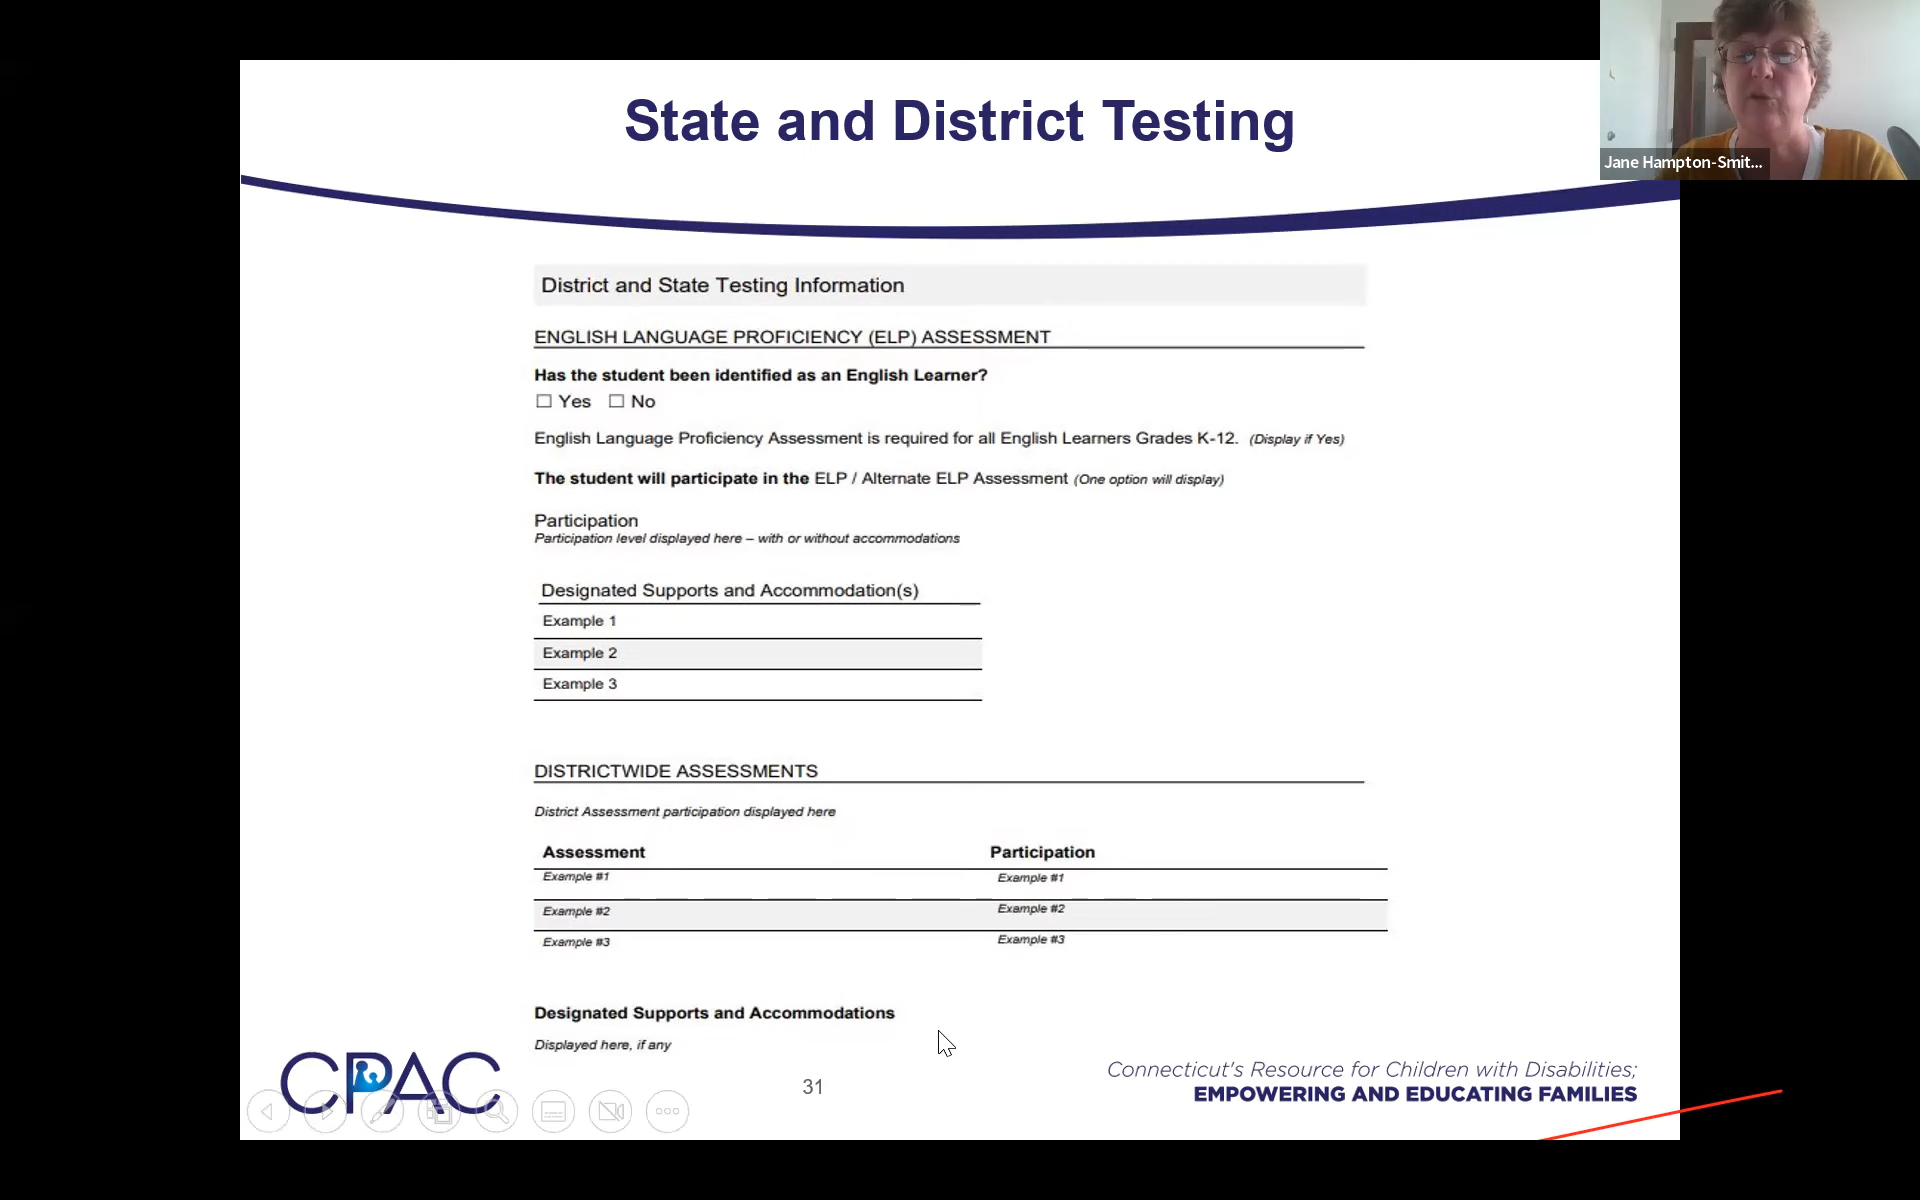 State and District Testing
Jane Hampton-Smit...
District and State Testing Information
ENGLISH LANGUAGE PROFICIENCY (ELP) ASSESSMENT
Has the student been identified as an English Learner?
☐ Yes ☐ No
English Language Proficiency Assessment is required for all English Learners Grades K-12. (Display if Yes)
The student will participate in the ELP / Alternate ELP Assessment (One option will display)
Participation
Participation level displayed here – with or without accommodations
Designated Supports and Accommodation(s)
Example 1
Example 2
Example 3
DISTRICTWIDE ASSESSMENTS
District Assessment participation displayed here
Assessment Participation
Example #1 Example #1
Example #2 Example #2
Example #3 Example #3
Designated Supports and Accommodations
Displayed here, if any
CPAC
31
Connecticut's Resource for Children with Disabilities;
EMPOWERING AND EDUCATING FAMILIES